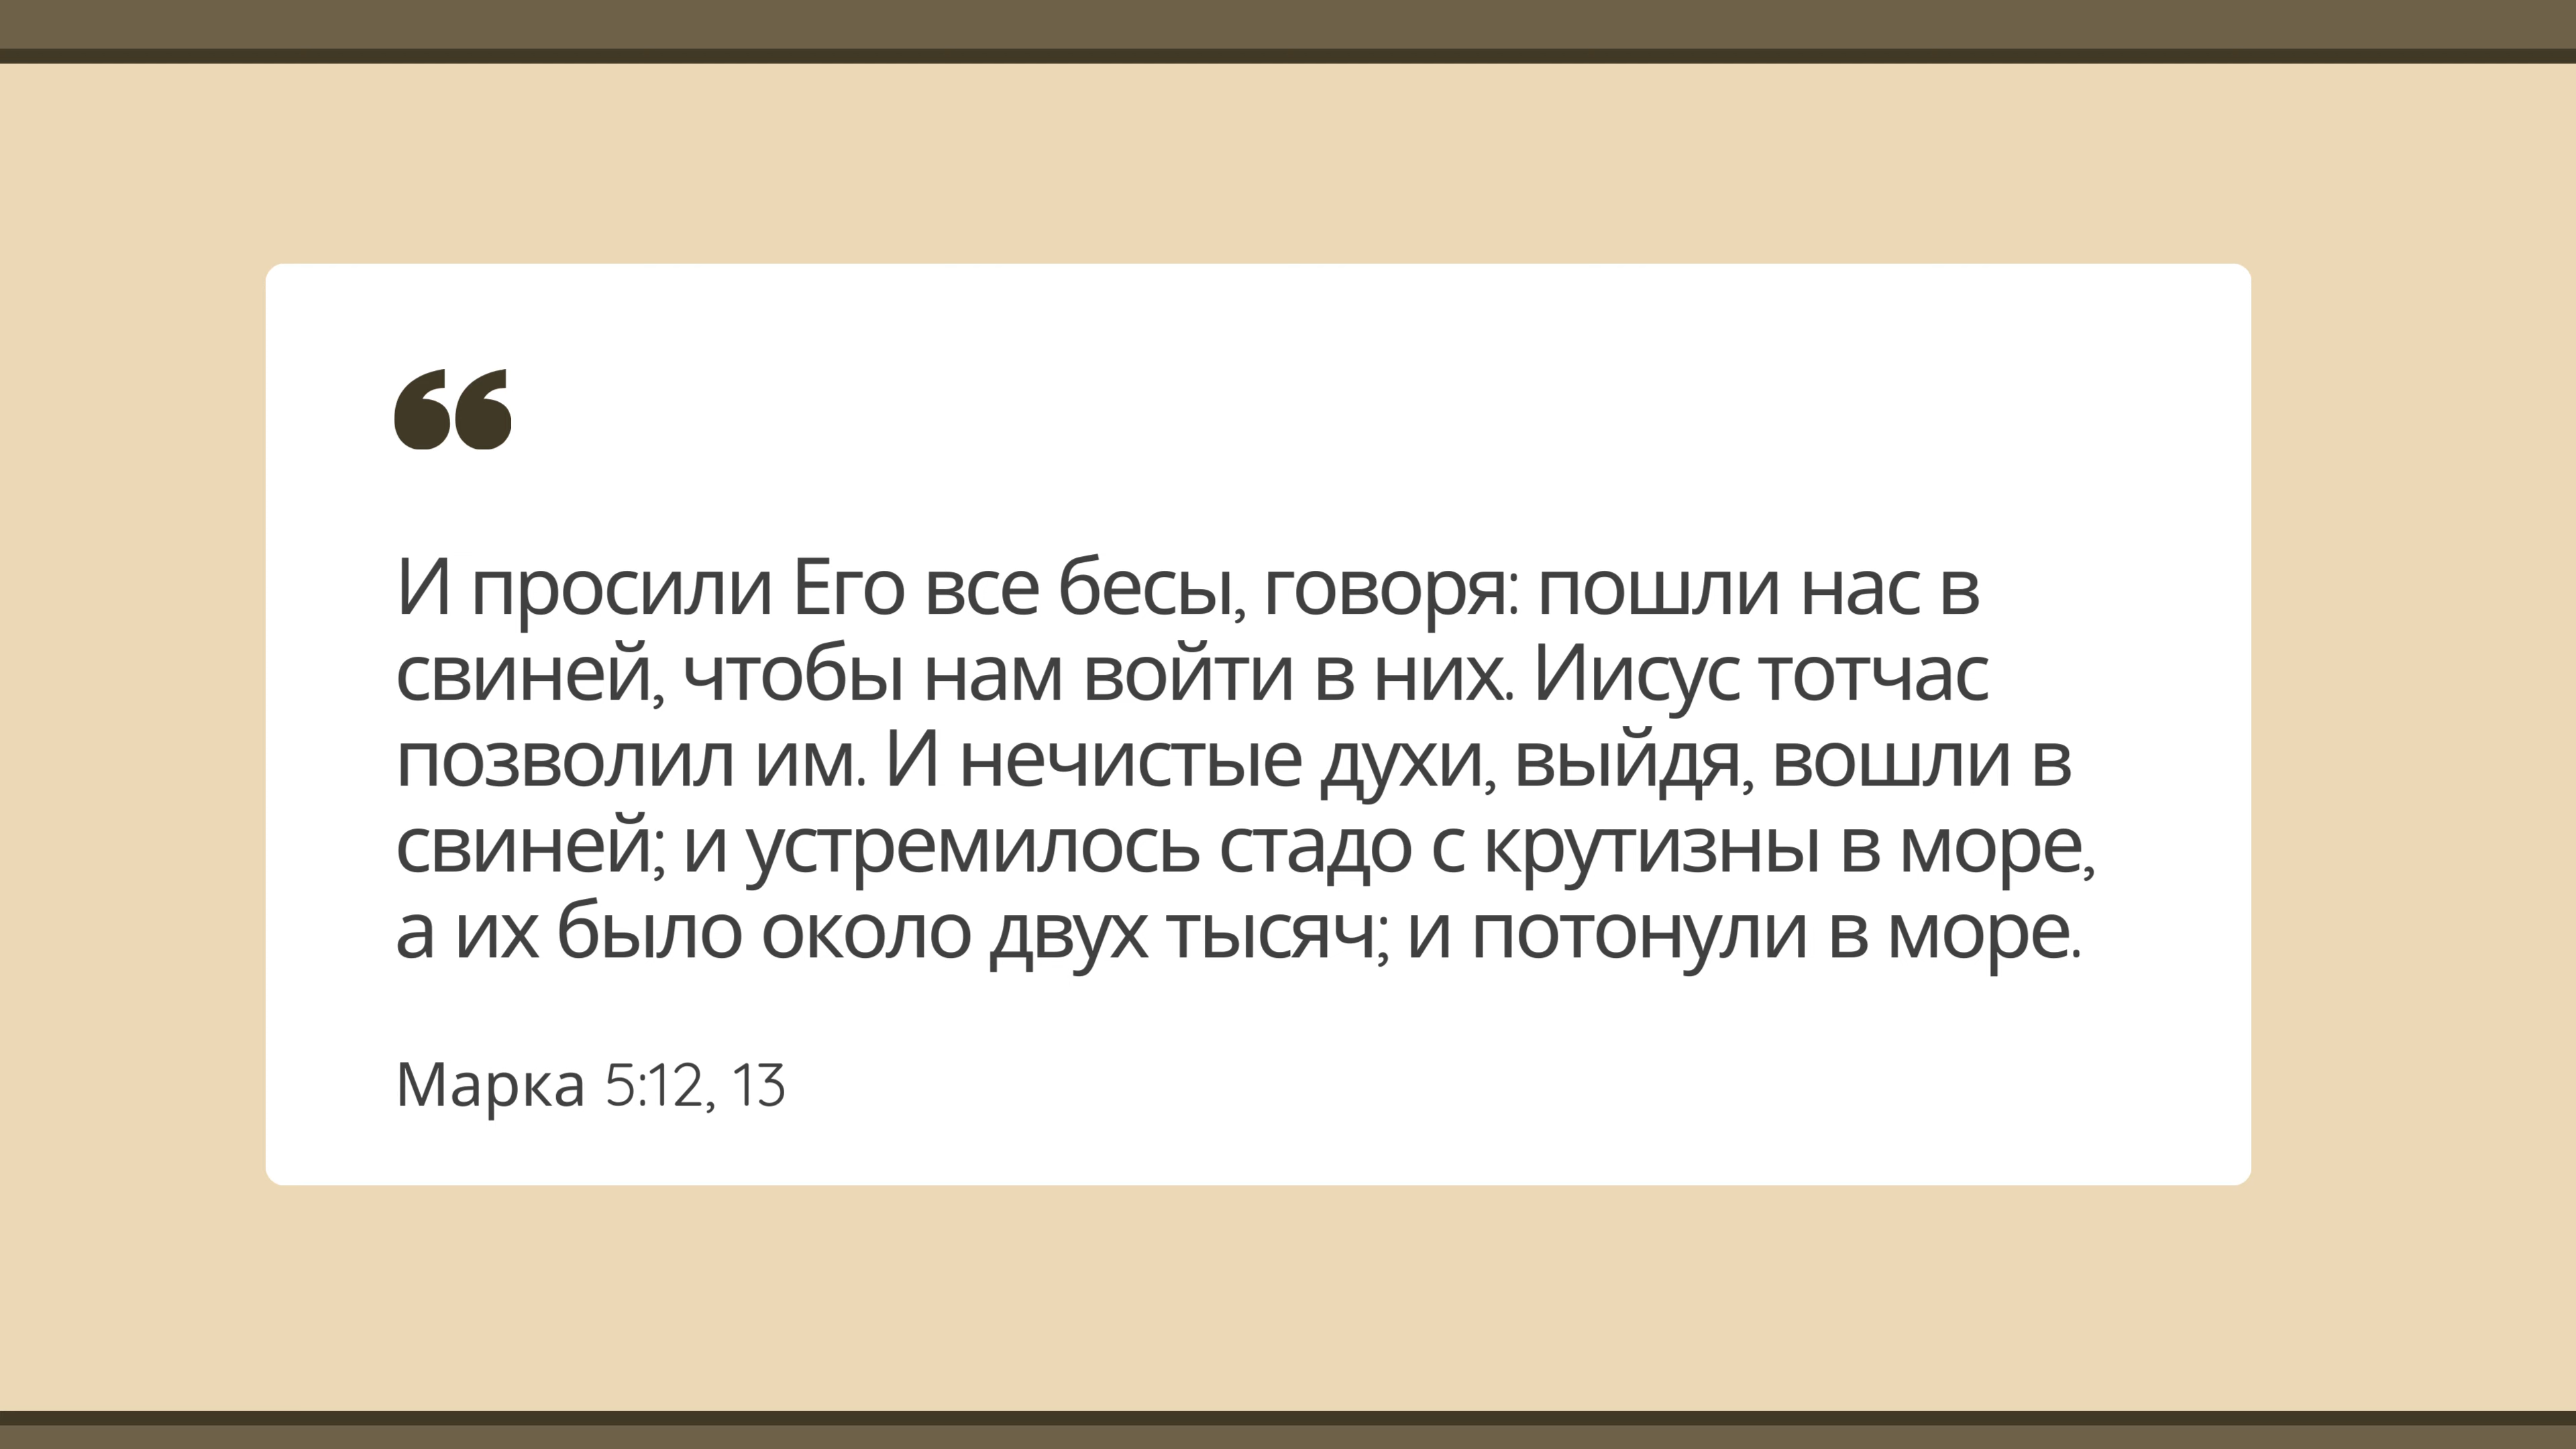 “
И просили Его все бесы, говоря: пошли нас в
свиней, чтобы нам войти в них. Иисус тотчас
позволил им. И нечистые духи, выйдя, вошли в
свиней; и устремилось стадо с крутизны в море,
а их было около двух тысяч; и потонули в море.
Марка 5:12, 13